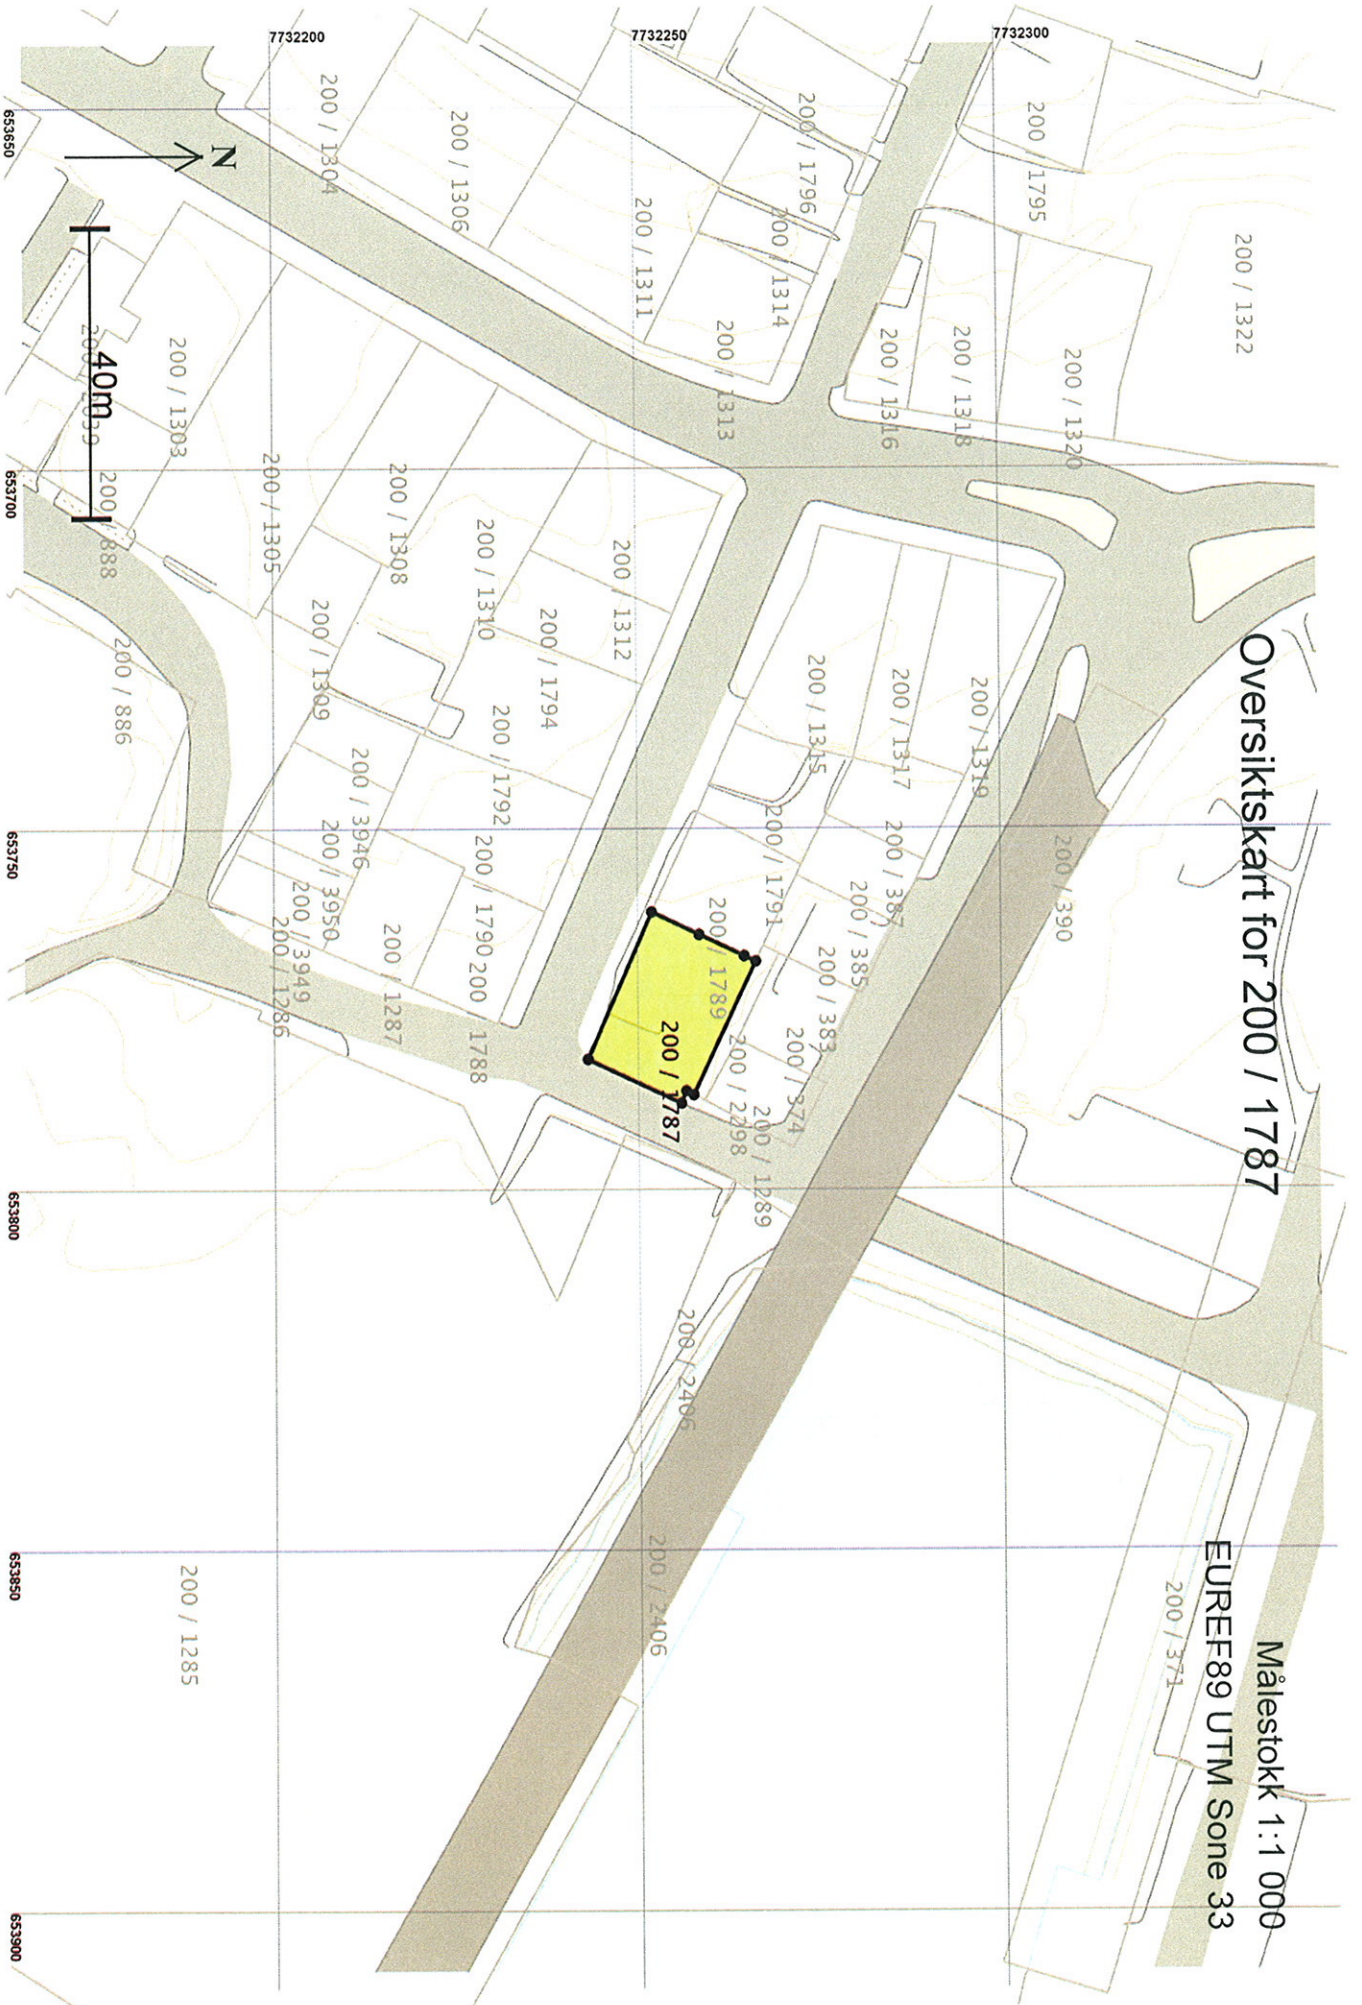 Oversiktskart for 200 / 1787
Målestokk 1:1 000
EUREF89 UTM Sone 33
7732300
7732250
7732200
653650
653700
653750
653800
653850
653900
N
40m
200 / 1322
200 / 1795
200 / 1320
200 / 1318
200 / 1316
200 / 1796
200 / 1314
200 / 1313
200 / 1311
200 / 1306
200 / 1304
200 / 1303
200 / 888
200 / 886
200 / 1305
200 / 1308
200 / 1309
200 / 1310
200 / 1312
200 / 1794
200 / 1792
200 / 1790
200 / 1788
200 / 3946
200 / 3950
200 / 3949
200 / 1286
200 / 1287
200 / 1319
200 / 1317
200 / 1315
200 / 390
200 / 387
200 / 385
200 / 383
200 / 374
200 / 1791
200 / 1789
200 / 1787
200 / 2298
200 / 1289
200 / 2406
200 / 2406
200 / 371
200 / 1285